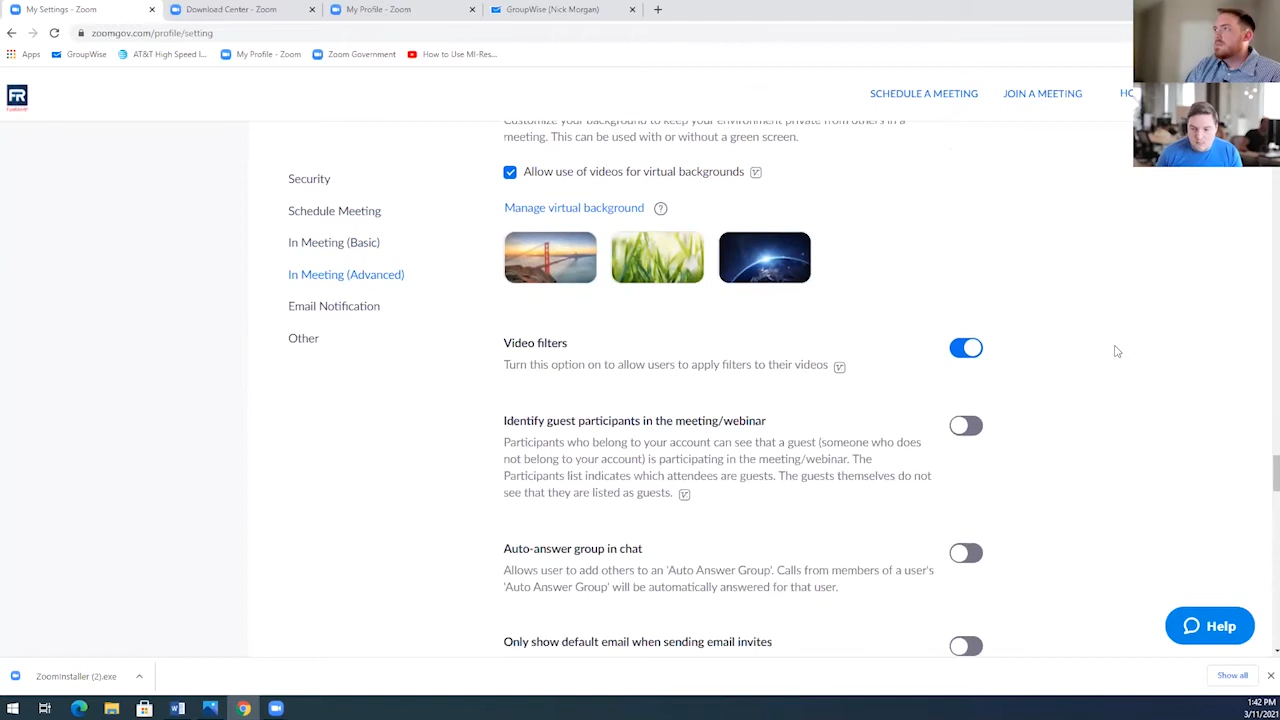 My Settings - Zoom
Download Center - Zoom
My Profile - Zoom
GroupWise (Nick Morgan)
zoomgov.com/profile/setting
Apps
GroupWise
AT&T High Speed I...
My Profile - Zoom
Zoom Government
How to Use MI-Res...
FR
SCHEDULE A MEETING
JOIN A MEETING
HO
Customize your background to keep your environment private from others in a
meeting. This can be used with or without a green screen.
Allow use of videos for virtual backgrounds
Manage virtual background
Security
Schedule Meeting
In Meeting (Basic)
In Meeting (Advanced)
Email Notification
Other
Video filters
Turn this option on to allow users to apply filters to their videos
Identify guest participants in the meeting/webinar
Participants who belong to your account can see that a guest (someone who does
not belong to your account) is participating in the meeting/webinar. The
Participants list indicates which attendees are guests. The guests themselves do not
see that they are listed as guests.
Auto-answer group in chat
Allows user to add others to an 'Auto Answer Group'. Calls from members of a user's
'Auto Answer Group' will be automatically answered for that user.
Only show default email when sending email invites
Help
ZoomInstaller (2).exe
Show all
1:42 PM
3/11/2021